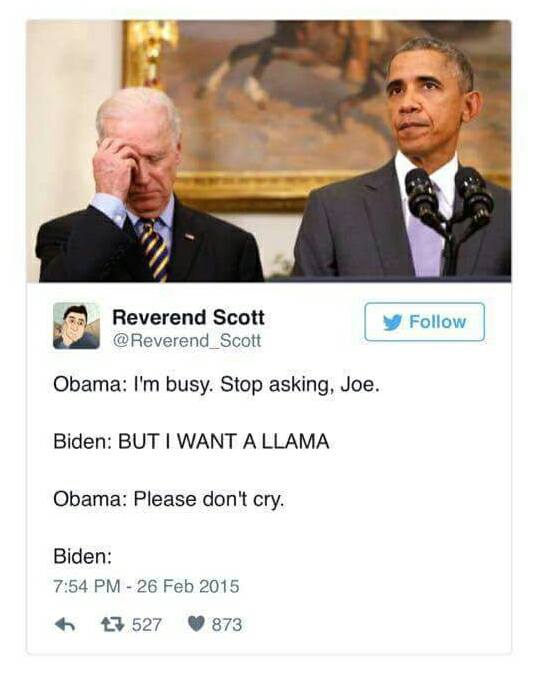 Reverend Scott
@Reverend_Scott
Follow
Obama: I'm busy. Stop asking, Joe.
Biden: BUT I WANT A LLAMA
Obama: Please don't cry.
Biden:
7:54 PM - 26 Feb 2015
527 873